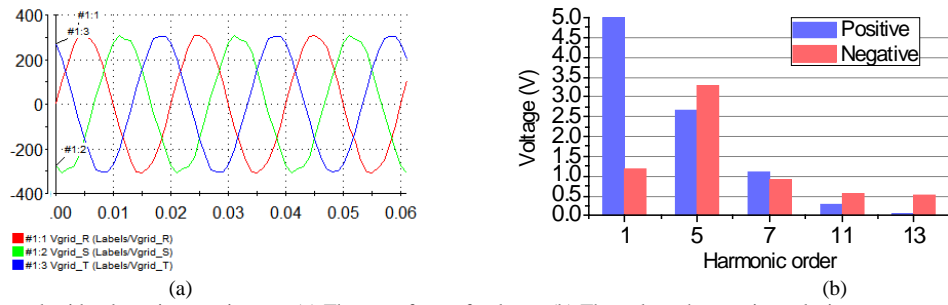 #1:1
#1:3
#1:2
400
200
0
-200
-400
.00 0.01 0.02 0.03 0.04 0.05 0.06
#1:1 Vgrid_R (Labels/Vgrid_R)
#1:2 Vgrid_S (Labels/Vgrid_S)
#1:3 Vgrid_T (Labels/Vgrid_T)
(a)
Voltage (V)
5.0
4.5
4.0
3.5
3.0
2.5
2.0
1.5
1.0
0.5
0.0
Positive
Negative
1 5 7 11 13
Harmonic order
(b)